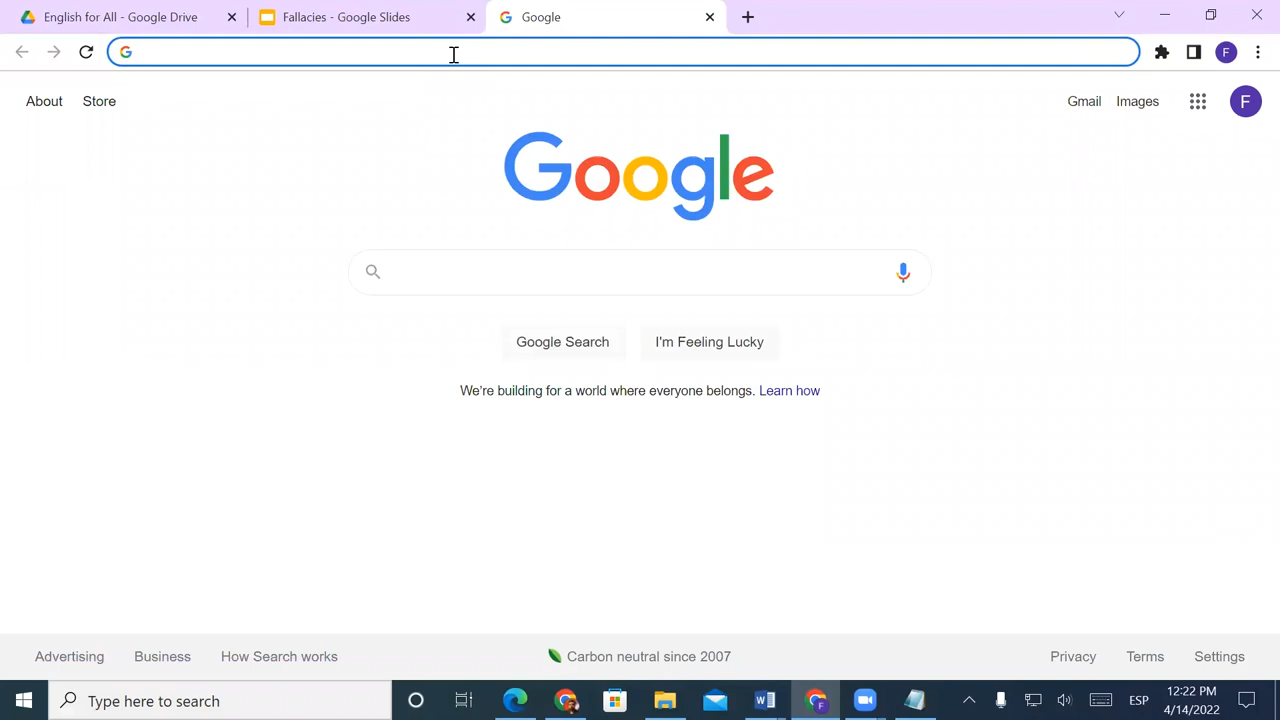 English for All - Google Drive
Fallacies - Google Slides
Google
G
F
About
Store
Gmail
Images
F
Google
Google Search
I'm Feeling Lucky
We're building for a world where everyone belongs. Learn how
Advertising
Business
How Search works
Carbon neutral since 2007
Privacy
Terms
Settings
Type here to search
W
F
ESP
12:22 PM
4/14/2022